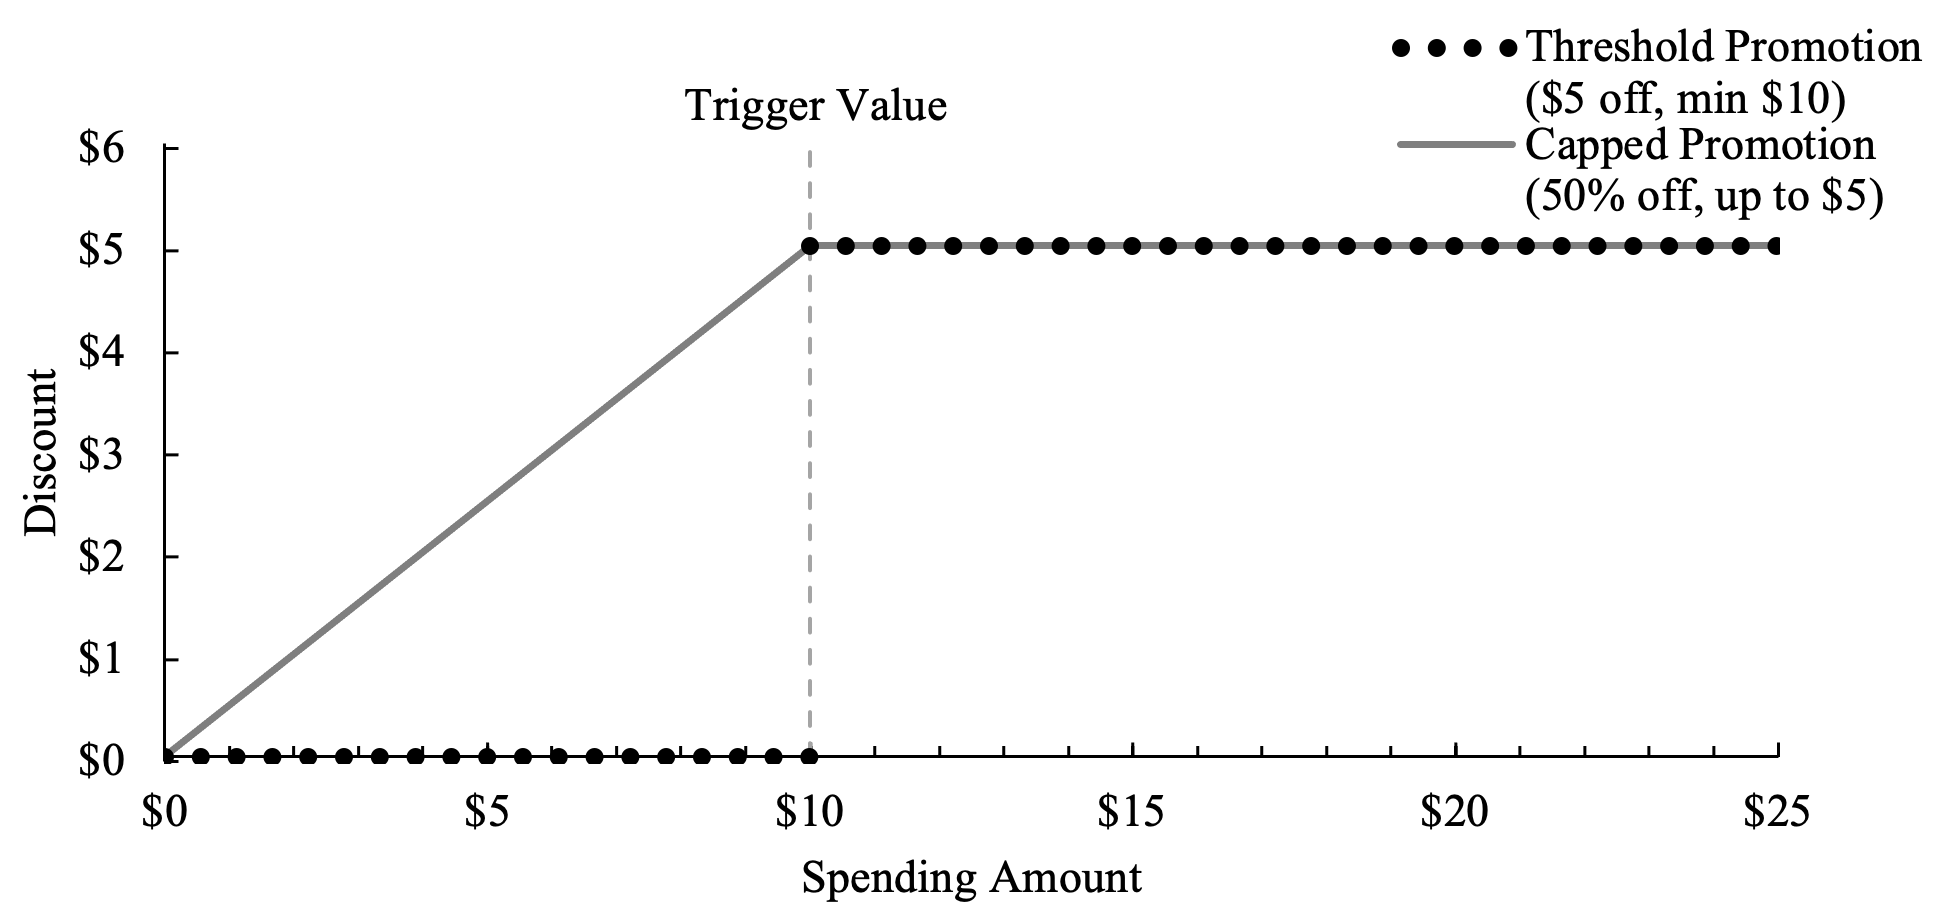 Threshold Promotion
($5 off, min $10)
Capped Promotion
(50% off, up to $5)
Trigger Value
$6
$5
$4
$3
$2
$1
$0
Discount
$0 $5 $10 $15 $20 $25
Spending Amount